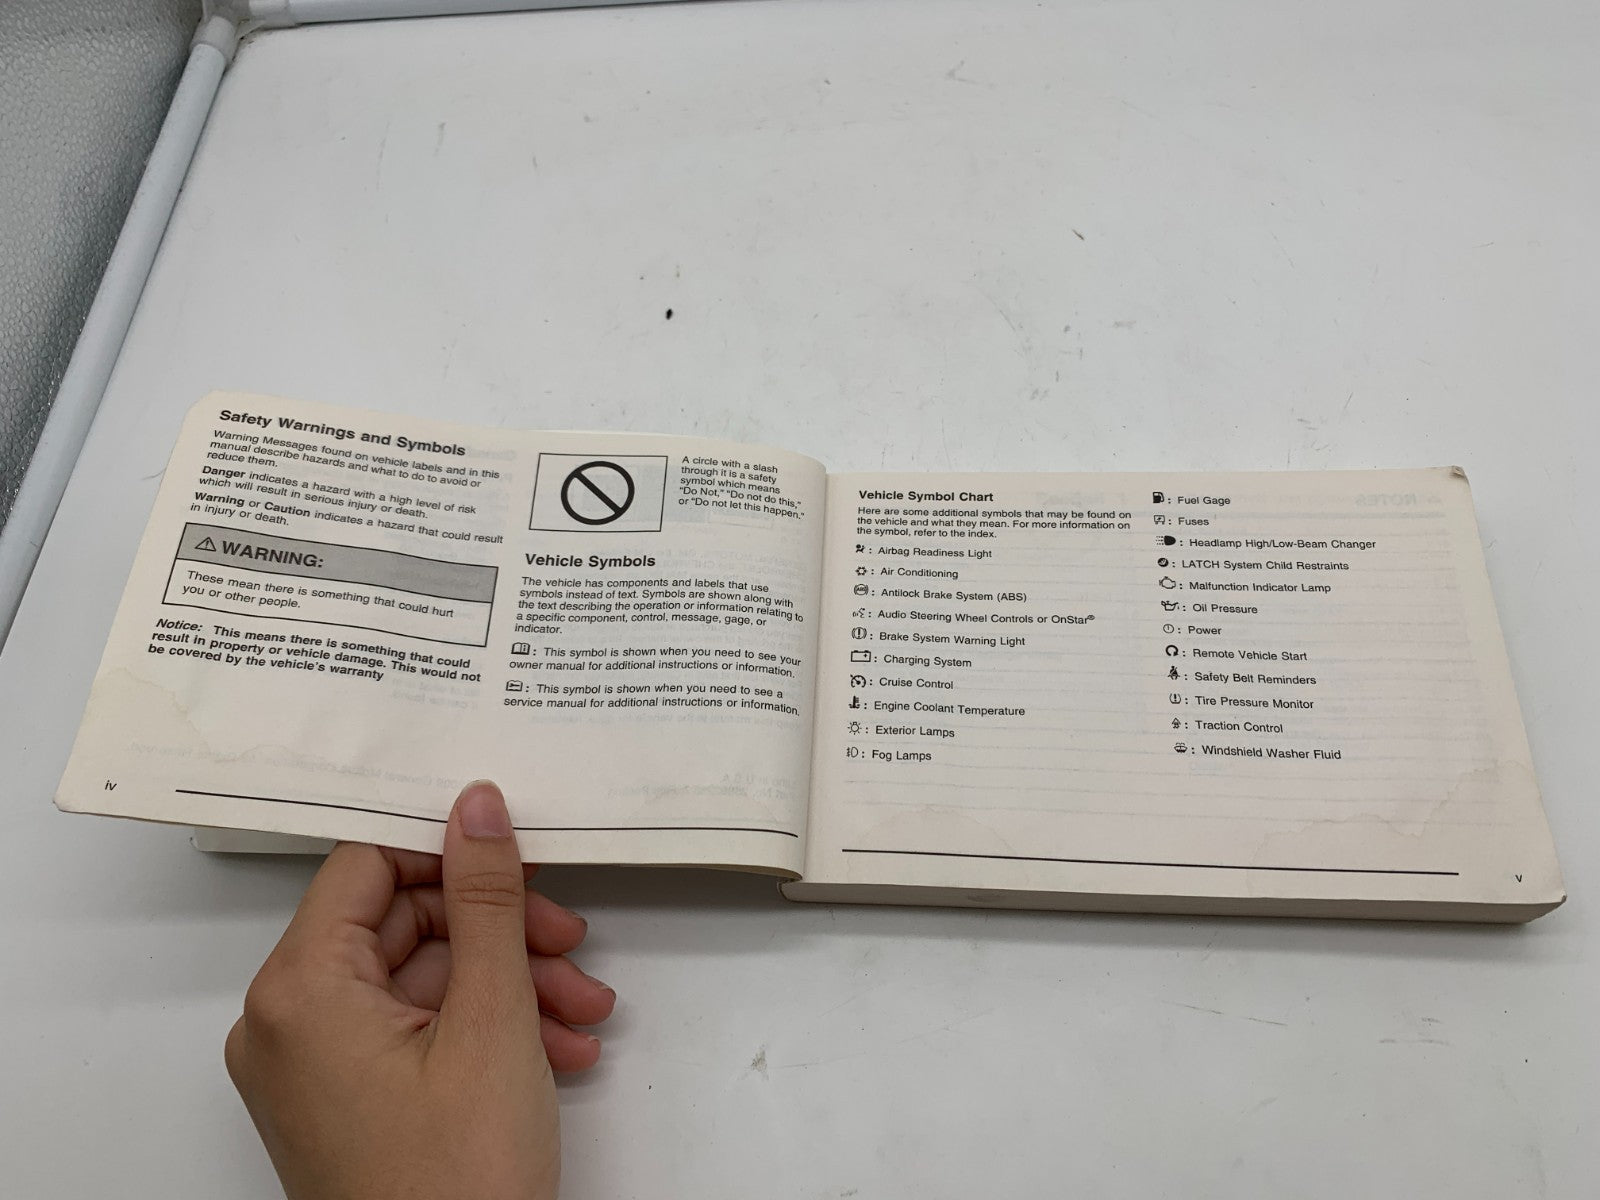 Safety Warnings and Symbols
Warning Messages found on vehicle labels and in this
manual describe hazards and what to do to avoid or
reduce them.
Danger indicates a hazard with a high level of risk
which will result in serious injury or death.
Warning or Caution indicates a hazard that could result
in injury or death.
WARNING:
These mean there is something that could hurt
you or other people.
Notice: This means there is something that could
result in property or vehicle damage. This would not
be covered by the vehicle's warranty
iv
A circle with a slash
through it is a safety
symbol which means
"Do Not," "Do not do this,"
or "Do not let this happen."
Vehicle Symbols
The vehicle has components and labels that use
symbols instead of text. Symbols are shown along with
the text describing the operation or information relating to
a specific component, control, message, gage, or
indicator.
: This symbol is shown when you need to see your
owner manual for additional instructions or information.
: This symbol is shown when you need to see a
service manual for additional instructions or information.
Vehicle Symbol Chart
Here are some additional symbols that may be found on
the vehicle and what they mean. For more information on
the symbol, refer to the index.
: Airbag Readiness Light
: Air Conditioning
: Antilock Brake System (ABS)
: Audio Steering Wheel Controls or OnStar®
: Brake System Warning Light
: Charging System
: Cruise Control
: Engine Coolant Temperature
: Exterior Lamps
: Fog Lamps
: Fuel Gage
: Fuses
: Headlamp High/Low-Beam Changer
: LATCH System Child Restraints
: Malfunction Indicator Lamp
: Oil Pressure
: Power
: Remote Vehicle Start
: Safety Belt Reminders
: Tire Pressure Monitor
: Traction Control
: Windshield Washer Fluid
v